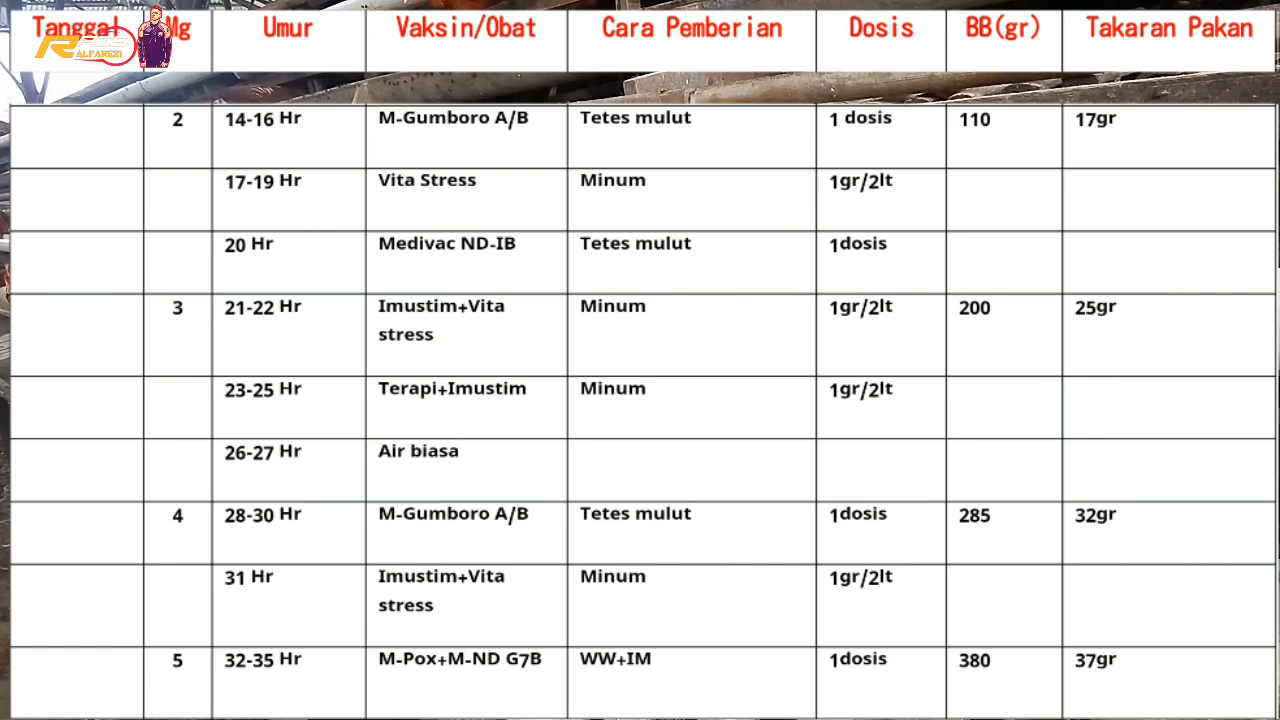 Tanggal Mg Umur Vaksin/Obat Cara Pemberian Dosis BB(gr) Takaran Pakan
ALFAREZI
2 14-16 Hr M-Gumboro A/B Tetes mulut 1 dosis 110 17gr
17-19 Hr Vita Stress Minum 1gr/2lt
20 Hr Medivac ND-IB Tetes mulut 1dosis
3 21-22 Hr Imustim+Vita Minum 1gr/2lt 200 25gr
stress
23-25 Hr Terapi+Imustim Minum 1gr/2lt
26-27 Hr Air biasa
4 28-30 Hr M-Gumboro A/B Tetes mulut 1dosis 285 32gr
31 Hr Imustim+Vita Minum 1gr/2lt
stress
5 32-35 Hr M-Pox+M-ND G7B WW+IM 1dosis 380 37gr